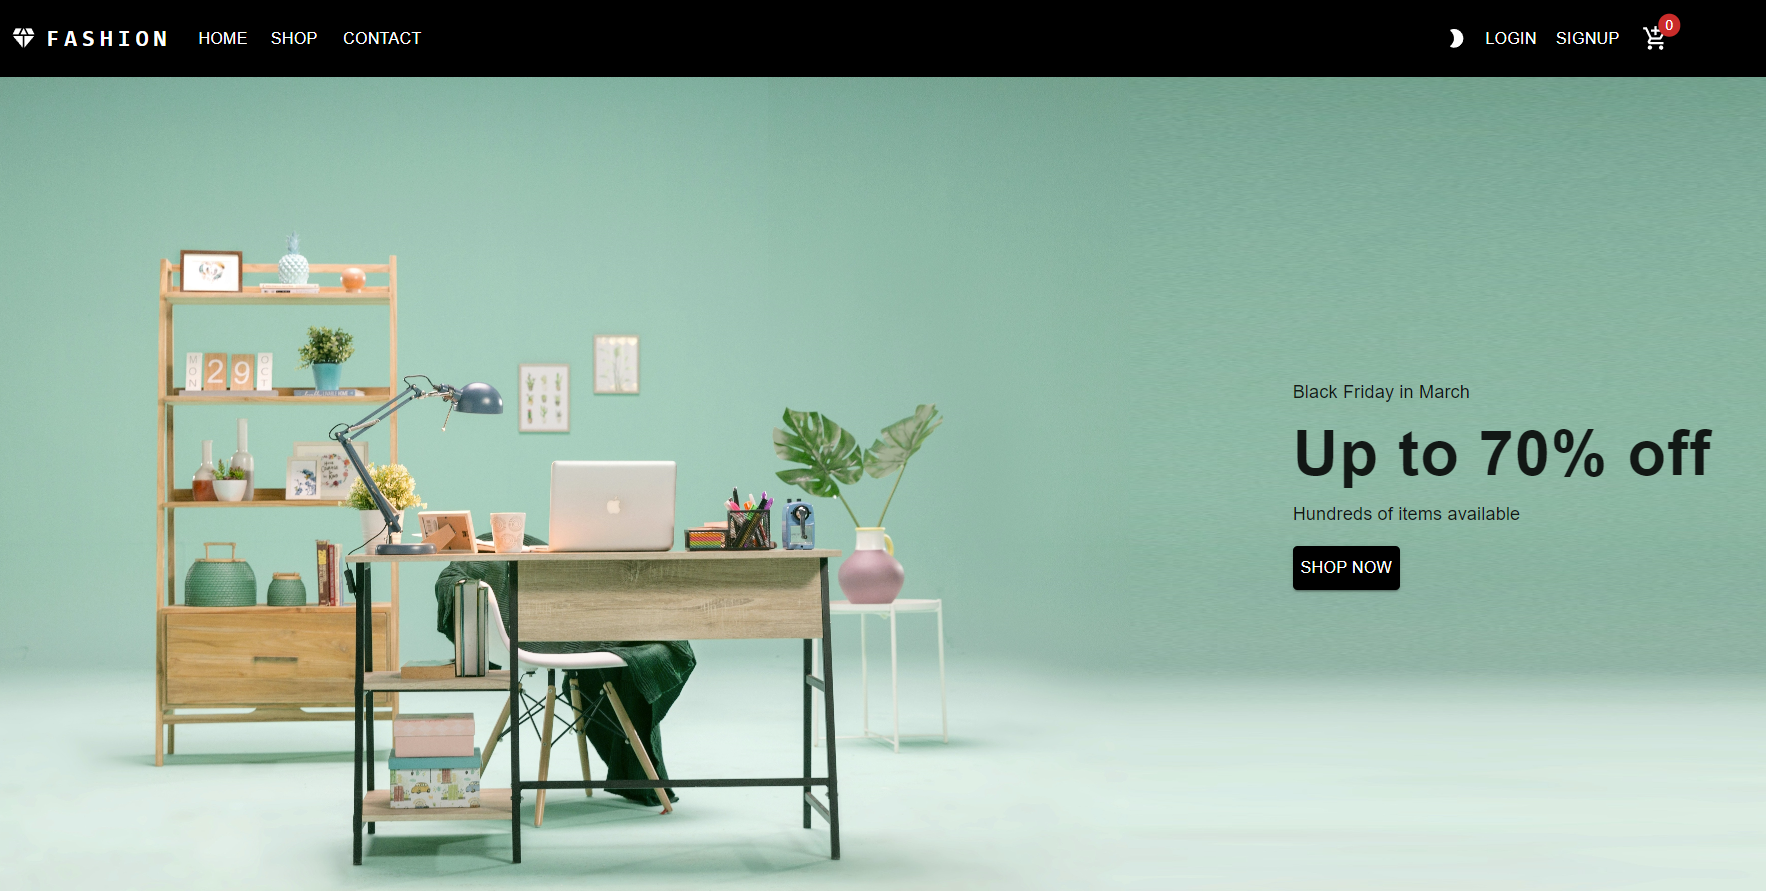 FASHION HOME SHOP CONTACT LOGIN SIGNUP 0
MON 29 OCT
Black Friday in March
Up to 70% off
Hundreds of items available
SHOP NOW